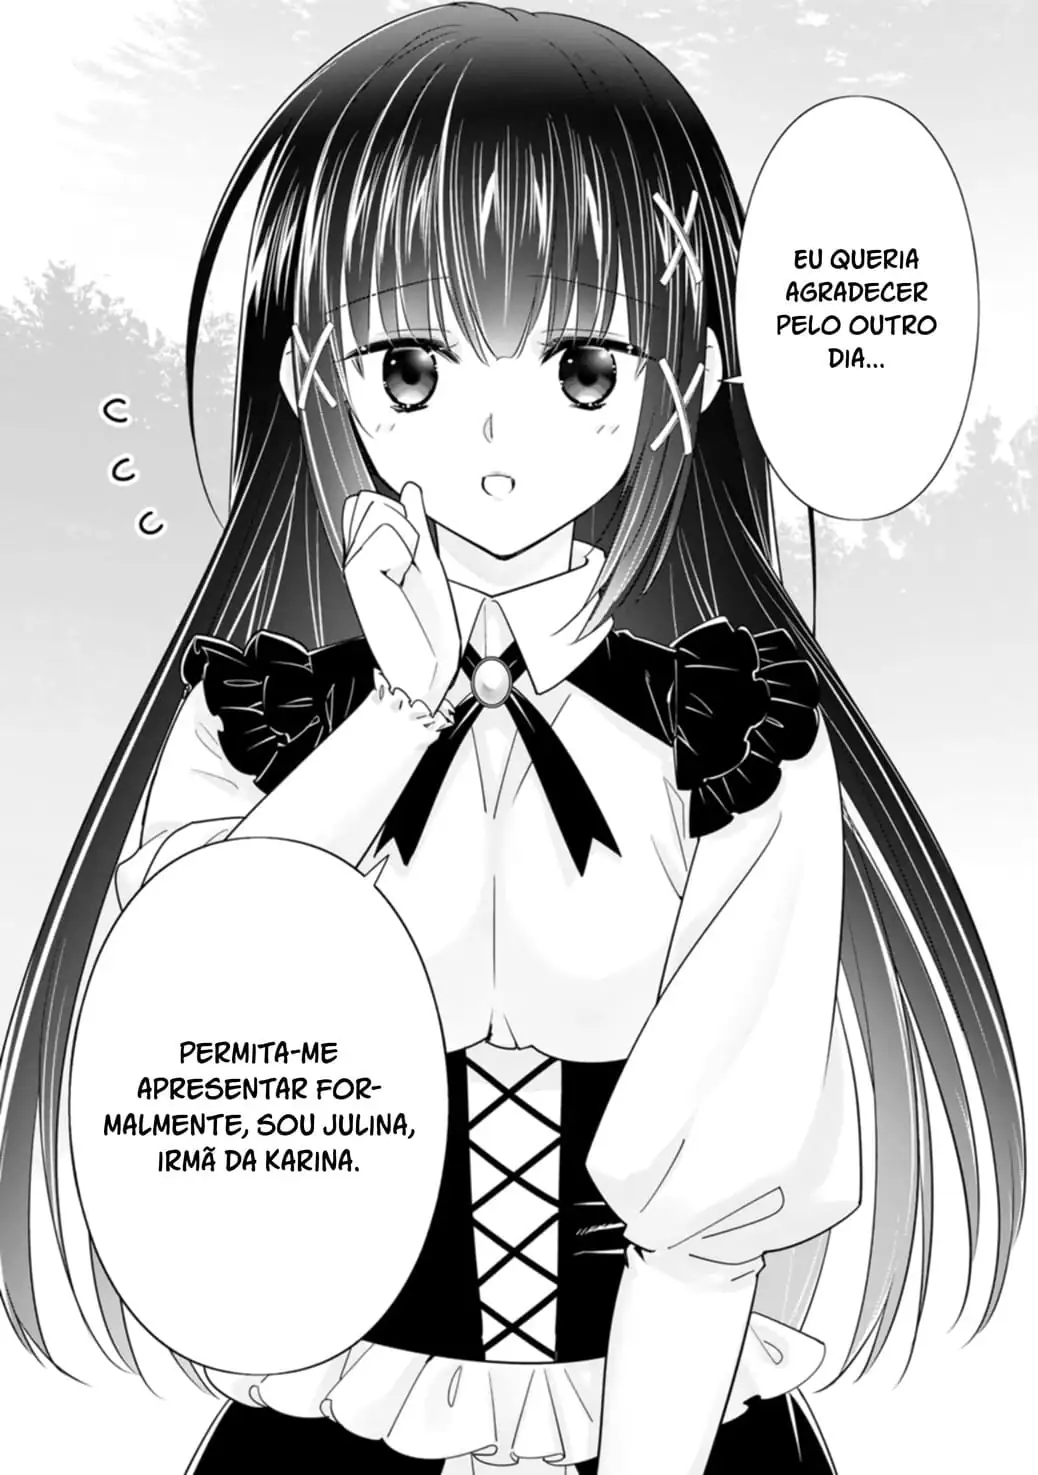 EU QUERIA
AGRADECER
PELO OUTRO
DIA...
PERMITA-ME
APRESENTAR FOR-
MALMENTE, SOU JULINA,
IRMÃ DA KARINA.